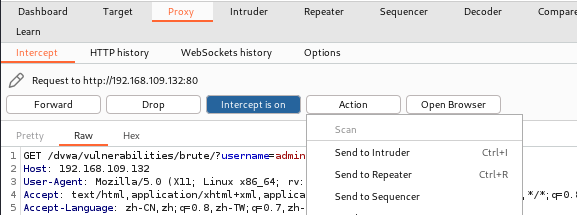 Dashboard Target Proxy Intruder Repeater Sequencer Decoder Compare
Learn
Intercept HTTP history WebSockets history Options
Request to http://192.168.109.132:80
Forward Drop Intercept is on Action Open Browser
Pretty Raw Hex
Scan
Send to Intruder Ctrl+I
Send to Repeater Ctrl+R
Send to Sequencer
1 GET /dvwa/vulnerabilities/brute/?username=admin
2 Host: 192.168.109.132
3 User-Agent: Mozilla/5.0 (X11; Linux x86_64; rv:
4 Accept: text/html,application/xhtml+xml,applica ,*/*;q=0.8
5 Accept-Language: zh-CN,zh;q=0.8,zh-TW;q=0.7,zh-